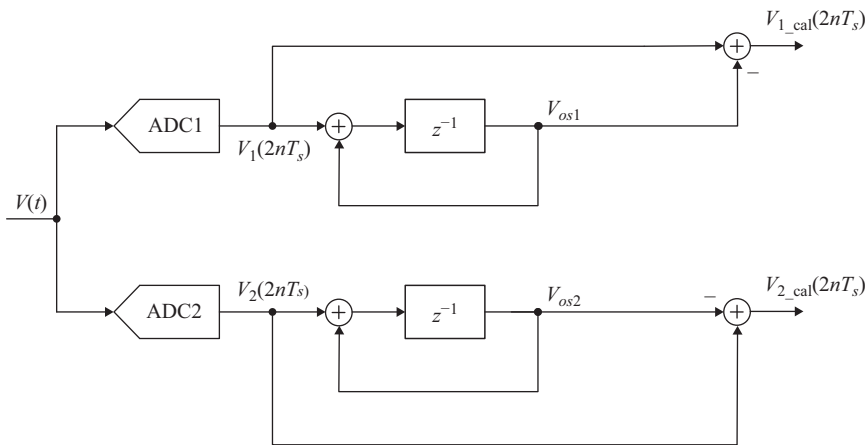 V₁_cal(2nTₛ)
+
−
ADC1
V₁(2nTₛ)
+
z⁻¹
Vₒₛ₁
V(t)
ADC2
V₂(2nTs)
+
z⁻¹
Vₒₛ₂
−
+
V₂_cal(2nTₛ)